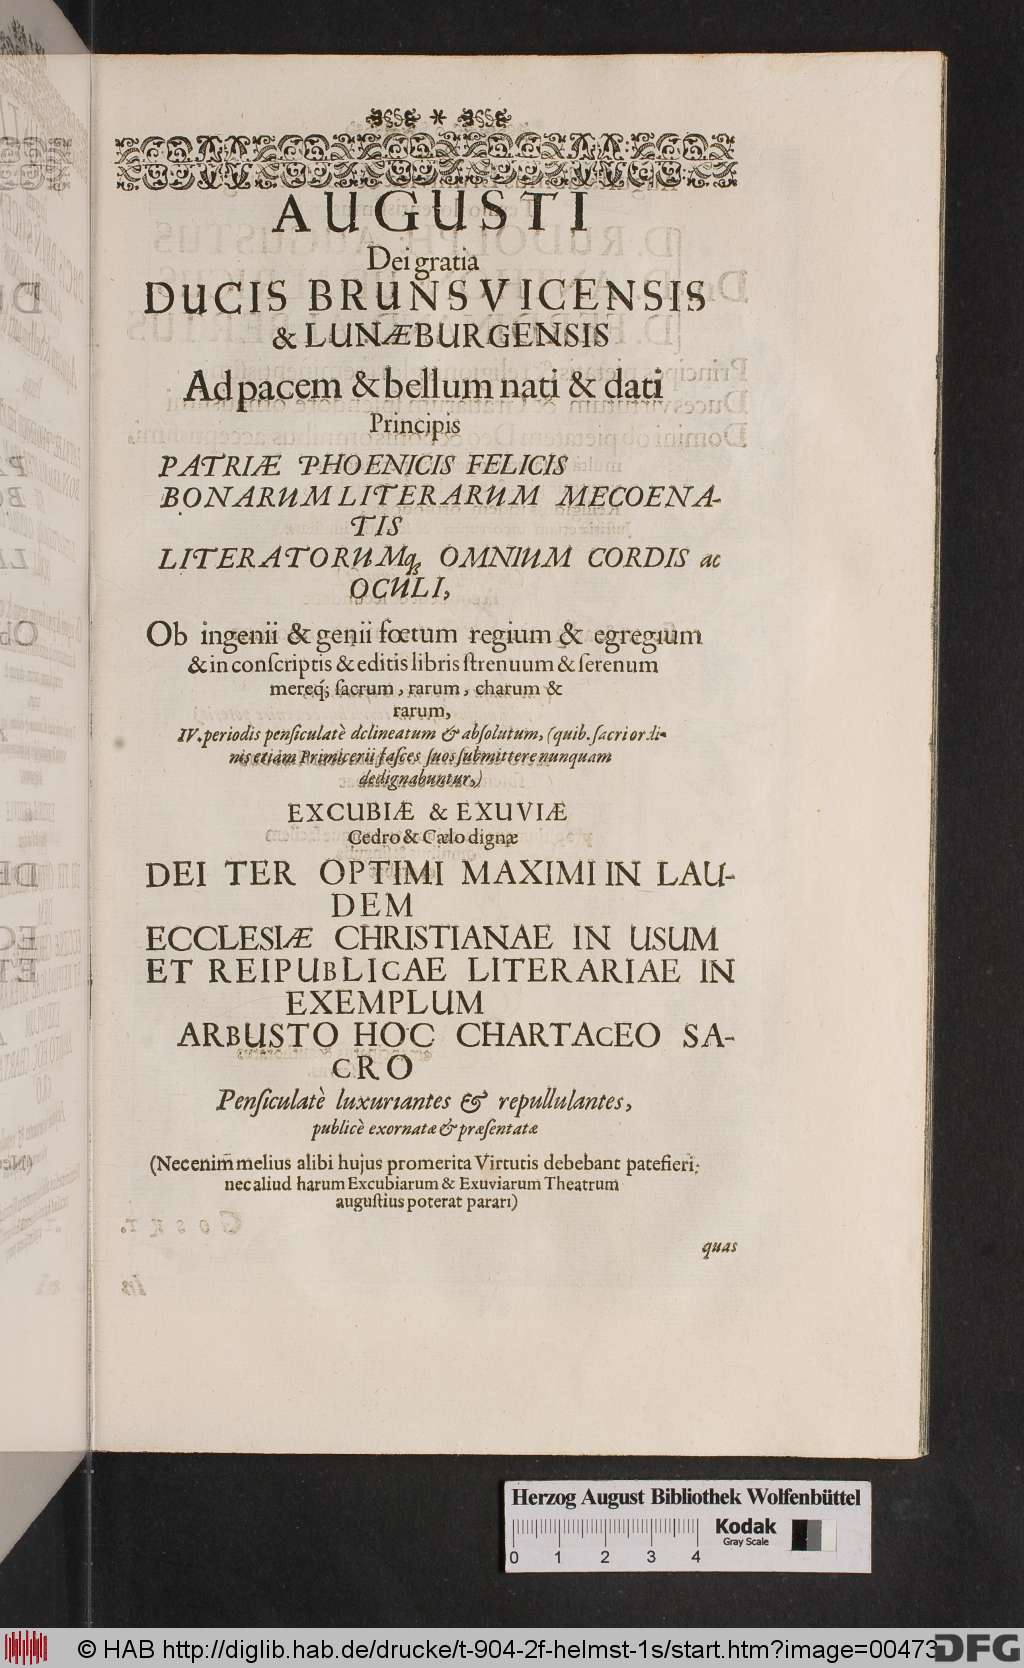 AUGUSTI
Dei gratia
DUCIS BRUNSVICENSIS
& LUNÆBURGENSIS
Ad pacem & bellum nati & dati
Principis
PATRIÆ PHOENICIS FELICIS
BONARUM LITERARUM MECOENA-
TIS
LITERATORUMq́; OMNIUM CORDIS ac
OCULI,
Ob ingenii & genii fœtum regium & egregium
& in conſcriptis & editis libris ſtrenuum & ſerenum
mereq́; ſacrum, rarum, charum &
rarum,
IV. periodis penſiculatè delineatum & abſolutum, (quib. ſacri ordi-
nis etiam Primicerii faſces ſuos ſubmittere nunquam
dedignabuntur,)
EXCUBIÆ & EXUVIÆ
Cedro & Cælo dignæ
DEI TER OPTIMI MAXIMI IN LAU-
DEM
ECCLESIÆ CHRISTIANAE IN USUM
ET REIPUBLICAE LITERARIAE IN
EXEMPLUM
ARBUSTO HOC CHARTACEO SA-
CRO
Penſiculatè luxuriantes & repullulantes,
publicè exornatæ & præſentatæ
(Nec enim̃ melius alibi hujus promerita Virtutis debebant patefieri;
nec aliud harum Excubiarum & Exuviarum Theatrum
auguſtius poterat parari)
quas
Herzog August Bibliothek Wolfenbüttel
Kodak
Gray Scale
0 1 2 3 4
© HAB http://diglib.hab.de/drucke/t-904-2f-helmst-1s/start.htm?image=00473
DFG